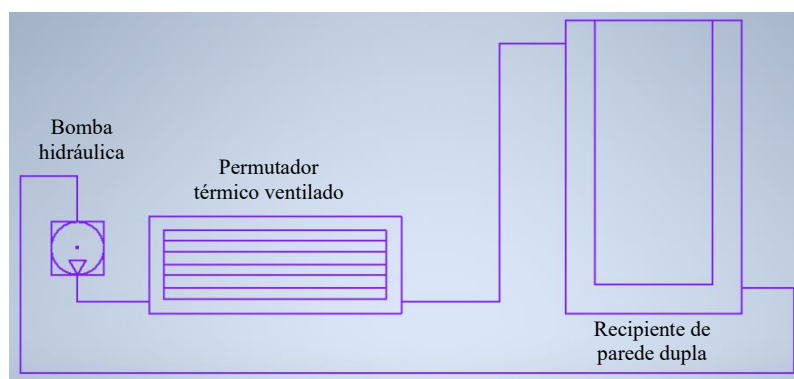 Bomba
hidráulica
Permutador
térmico ventilado
Recipiente de
parede dupla